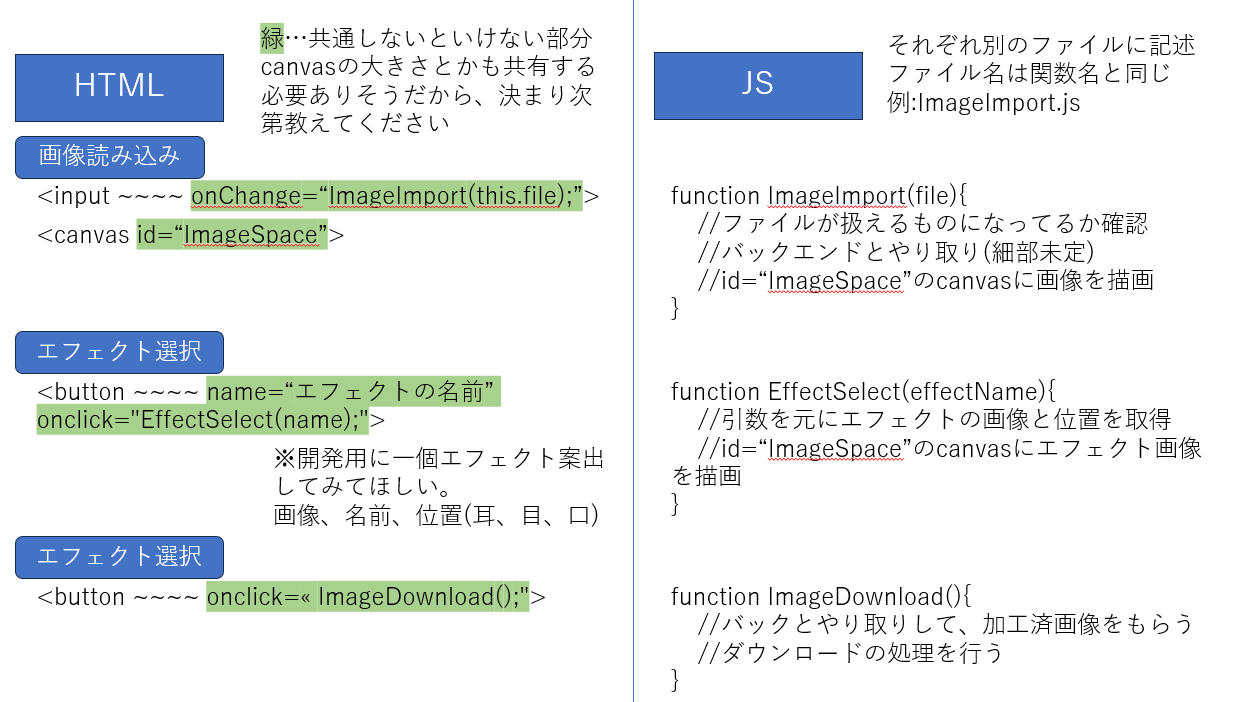 HTML
緑…共通しないといけない部分
canvasの大きさとかも共有する
必要ありそうだから、決まり次
第教えてください
画像読み込み
<input ~~~~ onChange=“ImageImport(this.file);”>
<canvas id=“ImageSpace”>
エフェクト選択
<button ~~~~ name=“エフェクトの名前”
onclick="EffectSelect(name);">
※開発用に一個エフェクト案出
してみてほしい。
画像、名前、位置(耳、目、口)
エフェクト選択
<button ~~~~ onclick=« ImageDownload();">
JS
それぞれ別のファイルに記述
ファイル名は関数名と同じ
例:ImageImport.js
function ImageImport(file){
//ファイルが扱えるものになってるか確認
//バックエンドとやり取り(細部未定)
//id=“ImageSpace”のcanvasに画像を描画
}
function EffectSelect(effectName){
//引数を元にエフェクトの画像と位置を取得
//id=“ImageSpace”のcanvasにエフェクト画像
を描画
}
function ImageDownload(){
//バックとやり取りして、加工済画像をもらう
//ダウンロードの処理を行う
}